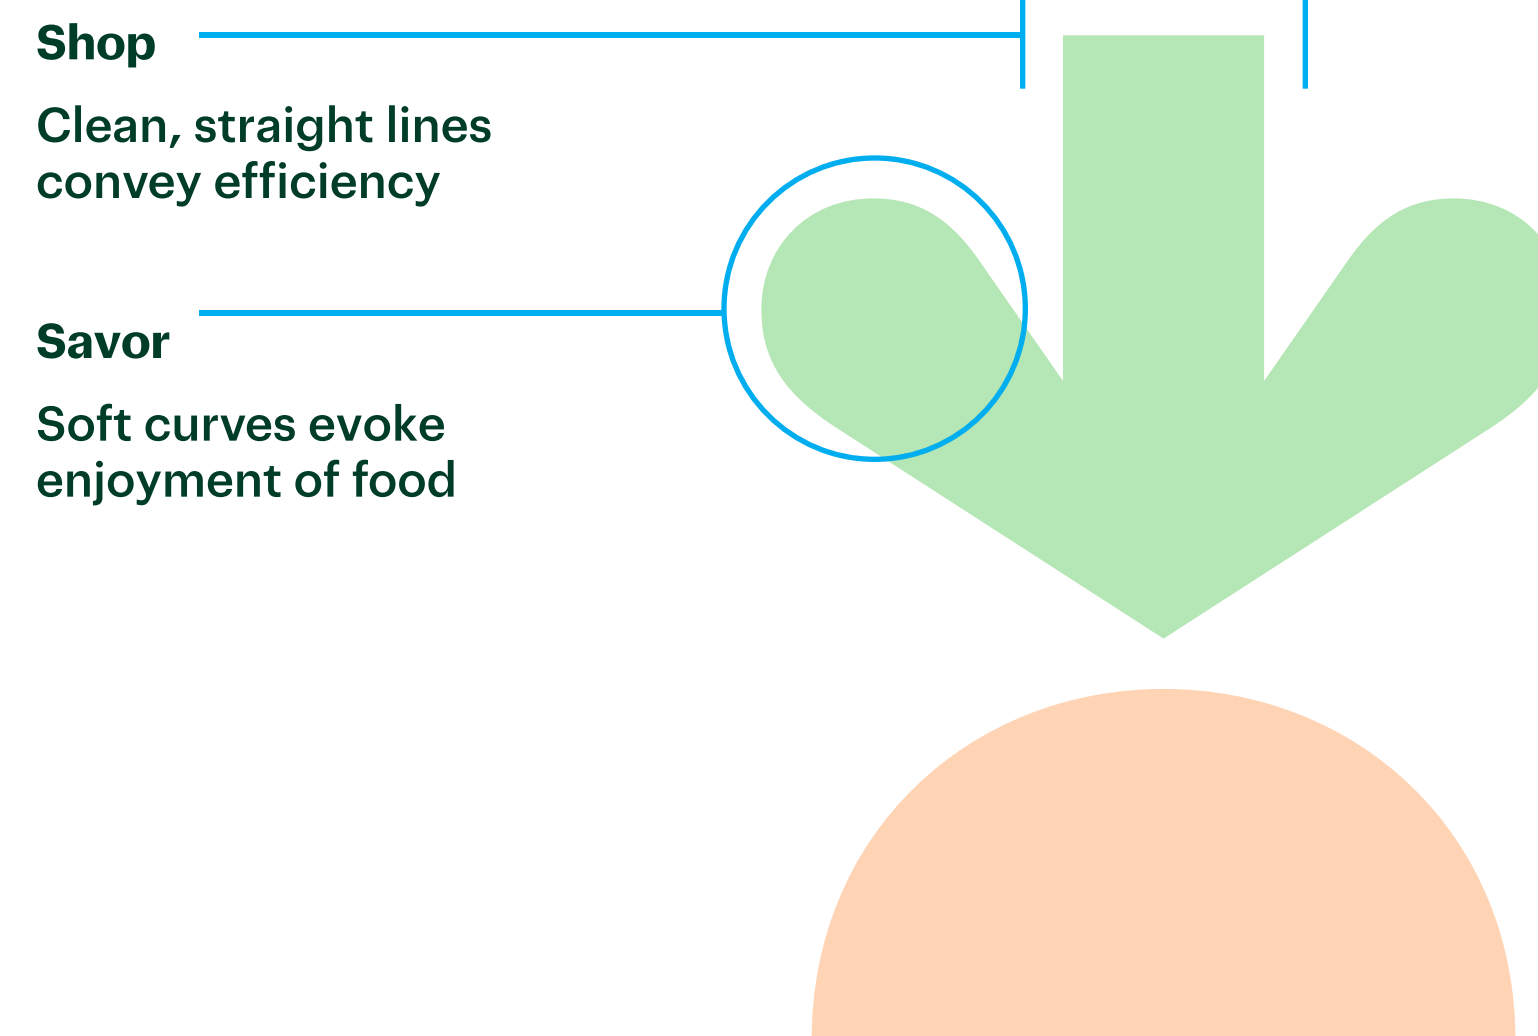 Shop
Clean, straight lines
convey efficiency
Savor
Soft curves evoke
enjoyment of food